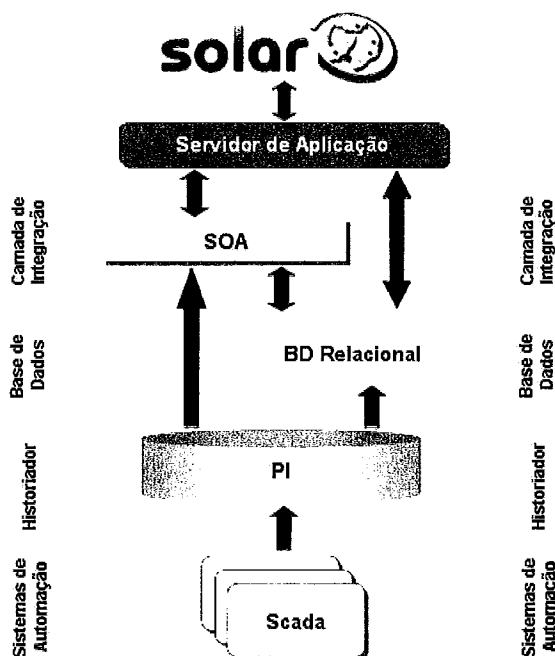 solar
Servidor de Aplicação
Camada de
Integração
SOA
Camada de
Integração
Base de
Dados
BD Relacional
Base de
Dados
Historiador
PI
Historiador
Sistemas de
Automação
Scada
Sistemas de
Automação